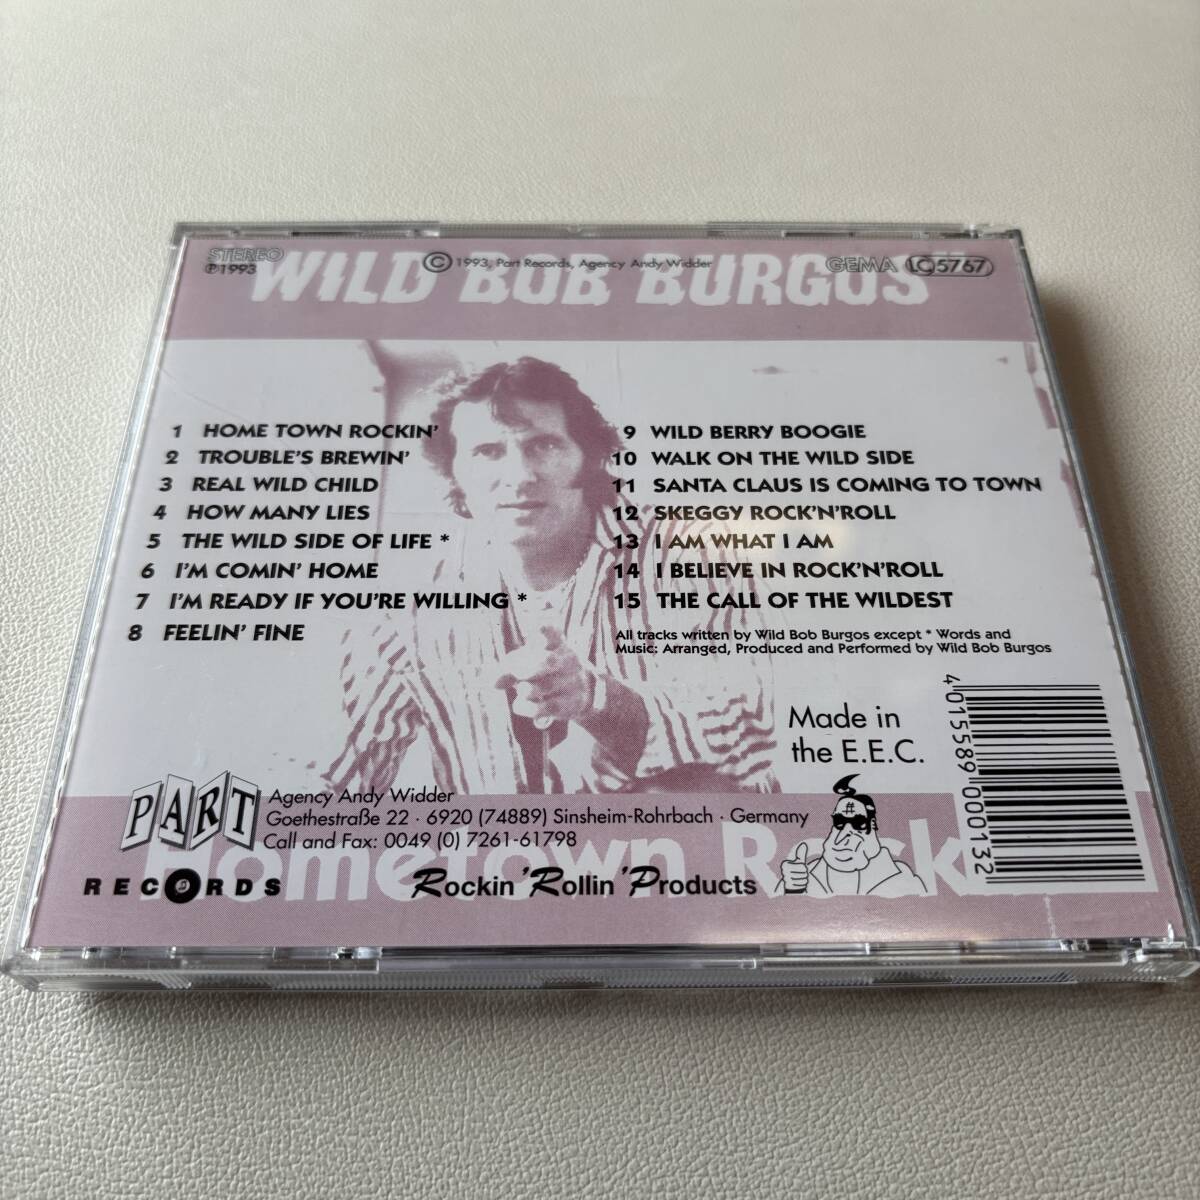 STEREO
℗1993
© 1993, Part Records, Agency Andy Widder
GEMA LC 5767
"WILD BOB BURGOS"
1 HOME TOWN ROCKIN'
2 TROUBLE'S BREWIN'
3 REAL WILD CHILD
4 HOW MANY LIES
5 THE WILD SIDE OF LIFE *
6 I'M COMIN' HOME
7 I'M READY IF YOU'RE WILLING *
8 FEELIN' FINE
9 WILD BERRY BOOGIE
10 WALK ON THE WILD SIDE
11 SANTA CLAUS IS COMING TO TOWN
12 SKEGGY ROCK'N'ROLL
13 I AM WHAT I AM
14 I BELIEVE IN ROCK'N'ROLL
15 THE CALL OF THE WILDEST
All tracks written by Wild Bob Burgos except * Words and
Music: Arranged, Produced and Performed by Wild Bob Burgos
Made in
the E.E.C.
4 015589 000132
PART
RECORDS
Agency Andy Widder
Goethestraße 22 · 6920 (74889) Sinsheim-Rohrbach · Germany
Call and Fax: 0049 (0) 7261-61798
Hometown
Rockin' Rollin' Products